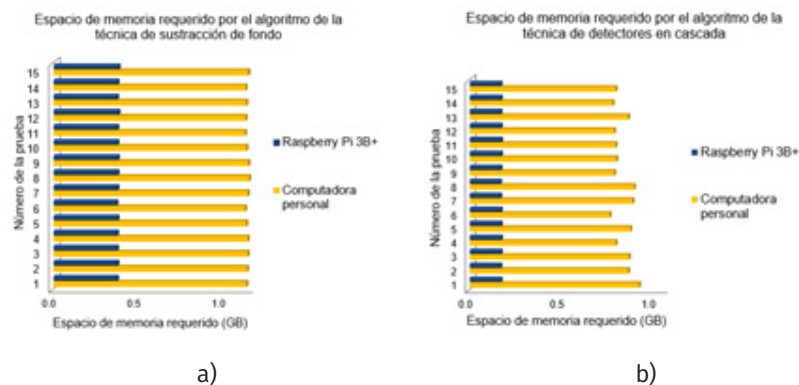 Espacio de memoria requerido por el algoritmo de la
técnica de sustracción de fondo
Número de la prueba
15
14
13
12
11
10
9
8
7
6
5
4
3
2
1
0.0
0.5
1.0
Espacio de memoria requerido (GB)
Raspberry Pi 3B+
Computadora
personal
a)
Espacio de memoria requerido por el algoritmo de la
técnica de detectores en cascada
Número de la prueba
15
14
13
12
11
10
9
8
7
6
5
4
3
2
1
0.0
0.5
1.0
Espacio de memoria requerido (GB)
Raspberry Pi 3B+
Computadora
personal
b)